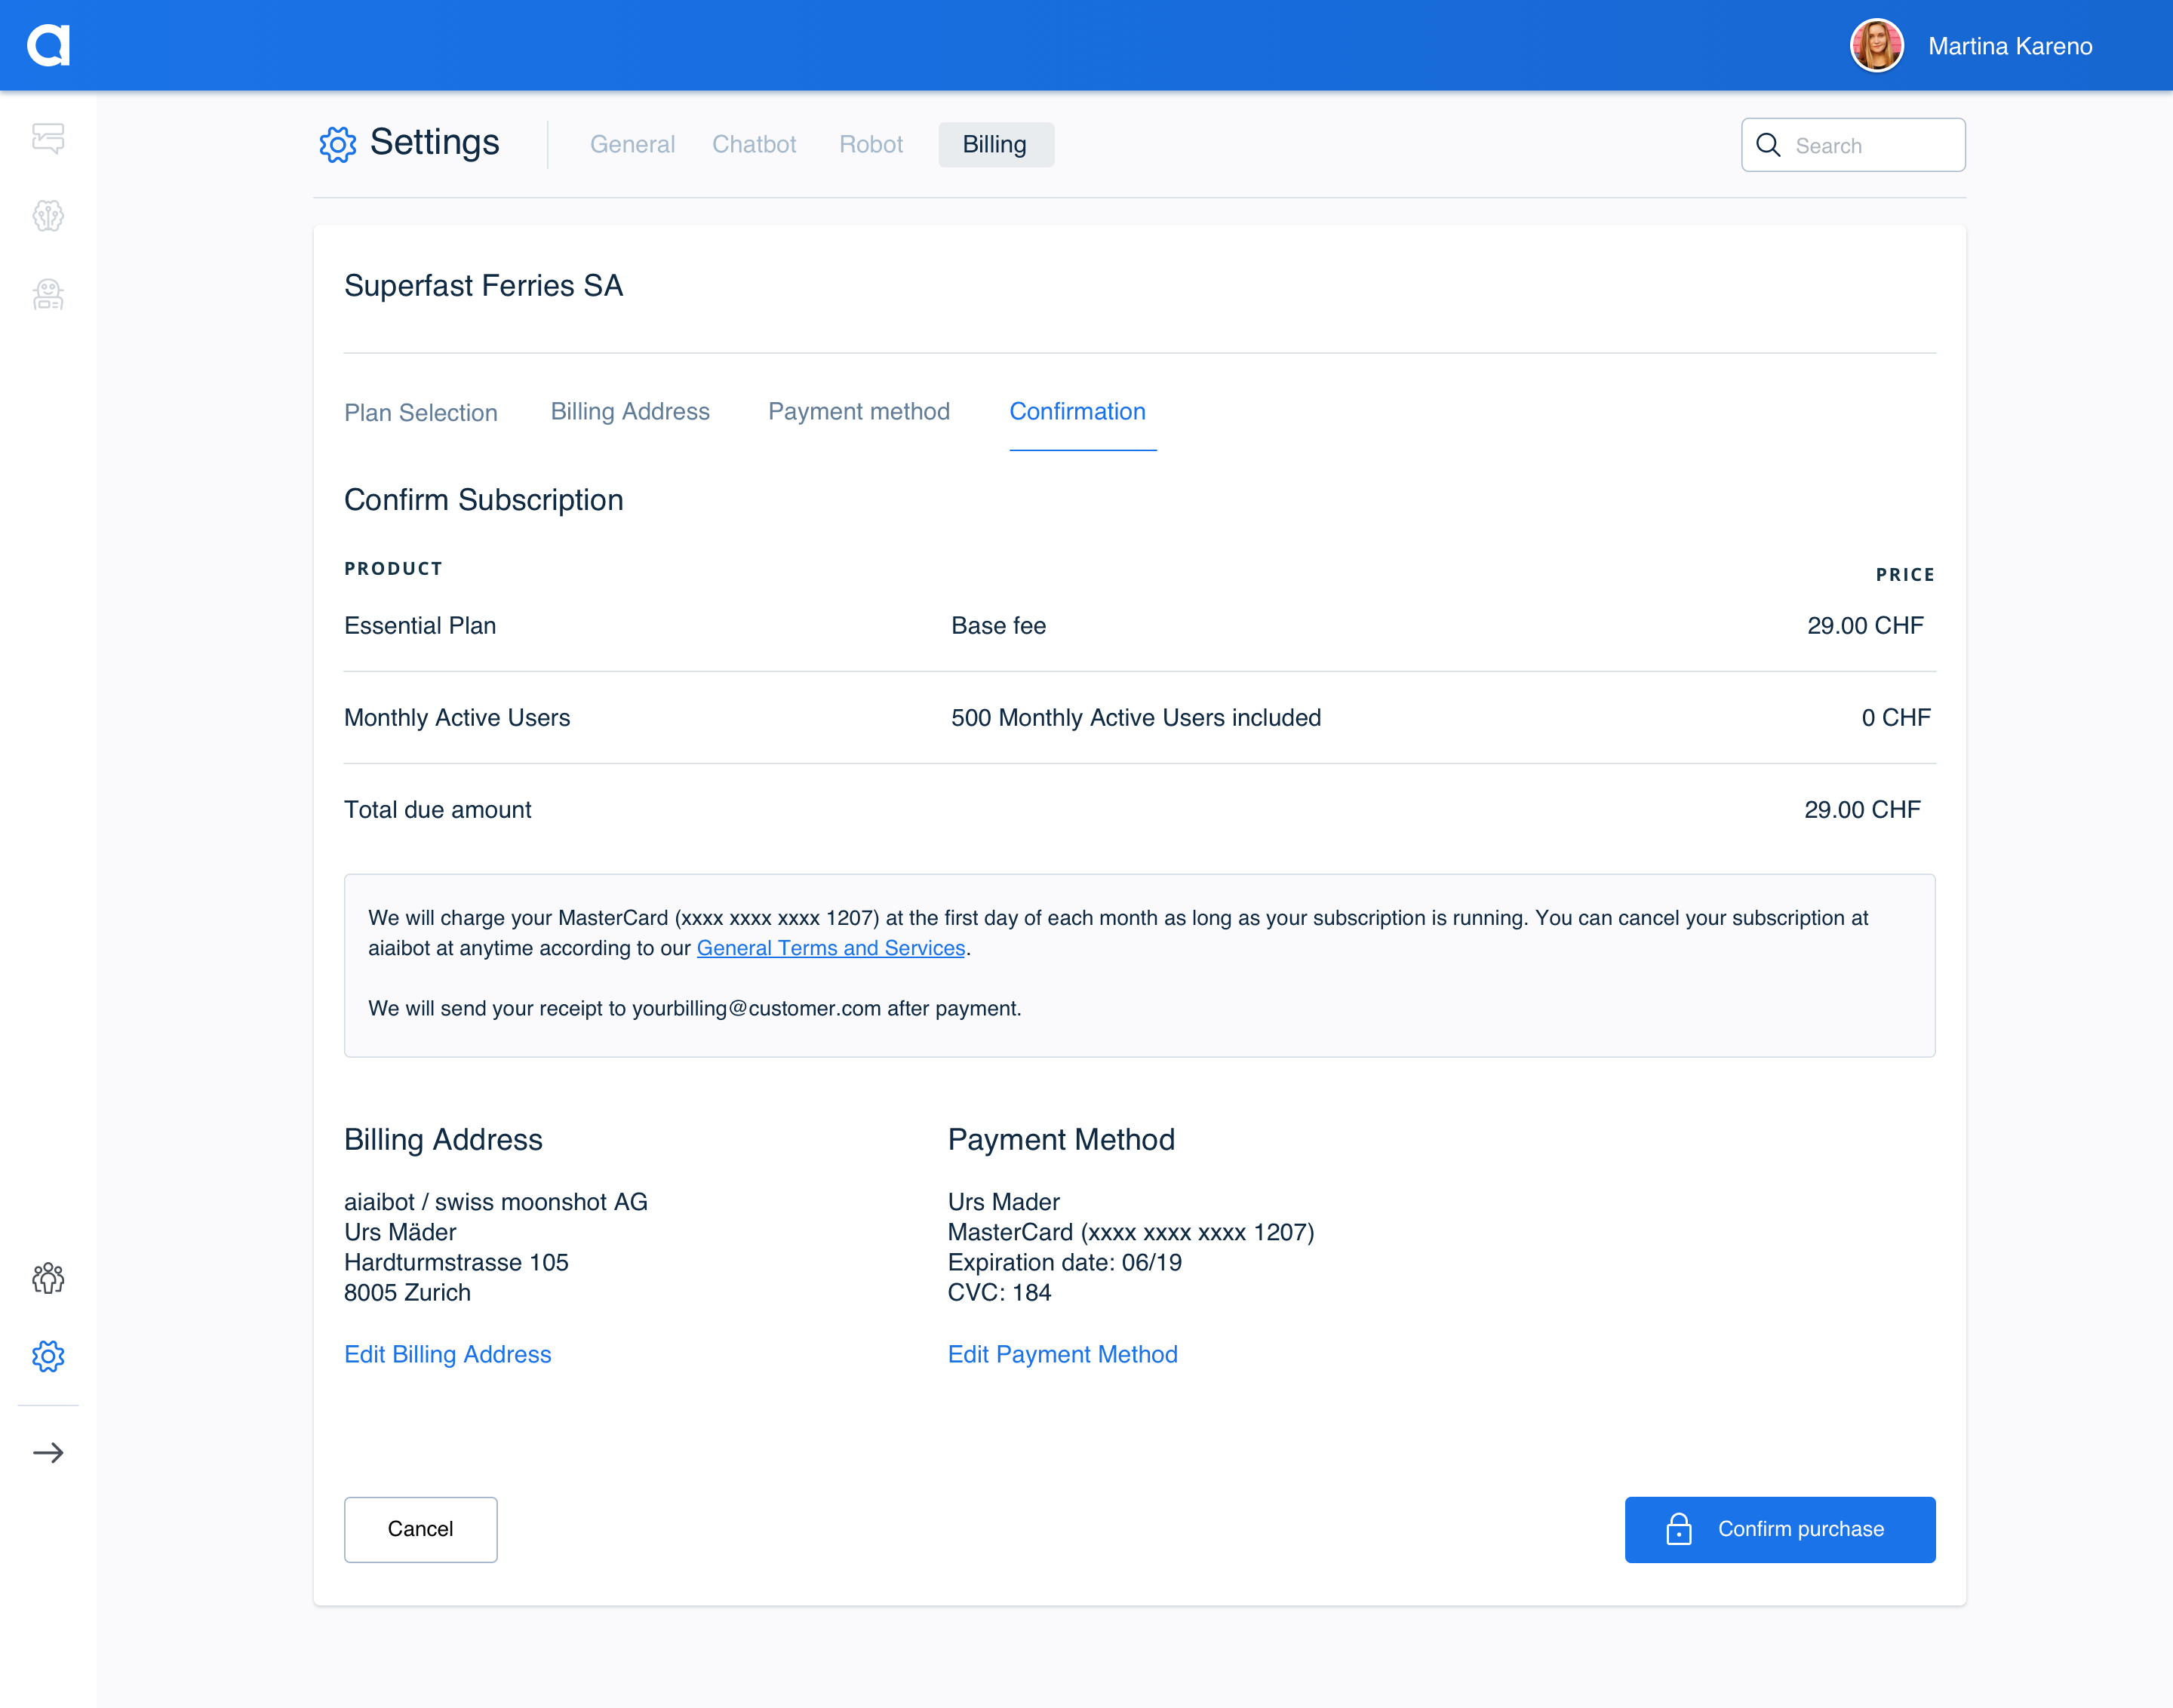 Martina Kareno
Settings
General
Chatbot
Robot
Billing
Search
Superfast Ferries SA
Plan Selection
Billing Address
Payment method
Confirmation
Confirm Subscription
PRODUCT
PRICE
Essential Plan
Base fee
29.00 CHF
Monthly Active Users
500 Monthly Active Users included
0 CHF
Total due amount
29.00 CHF
We will charge your MasterCard (xxxx xxxx xxxx 1207) at the first day of each month as long as your subscription is running. You can cancel your subscription at
aiaibot at anytime according to our General Terms and Services.
We will send your receipt to yourbilling@customer.com after payment.
Billing Address
aiaibot / swiss moonshot AG
Urs Mäder
Hardturmstrasse 105
8005 Zurich
Edit Billing Address
Payment Method
Urs Mader
MasterCard (xxxx xxxx xxxx 1207)
Expiration date: 06/19
CVC: 184
Edit Payment Method
Cancel
Confirm purchase